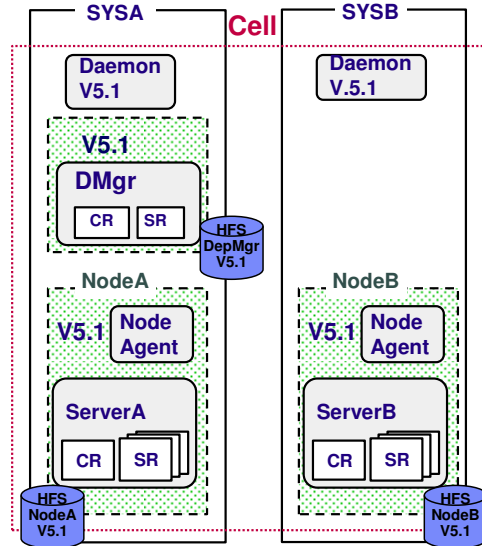 SYSA
SYSB
Cell
Daemon
V5.1
Daemon
V.5.1
V5.1
DMgr
CR
SR
HFS
DepMgr
V5.1
NodeA
V5.1
Node
Agent
ServerA
CR
SR
HFS
NodeA
V5.1
NodeB
V5.1
Node
Agent
ServerB
CR
SR
HFS
NodeB
V5.1